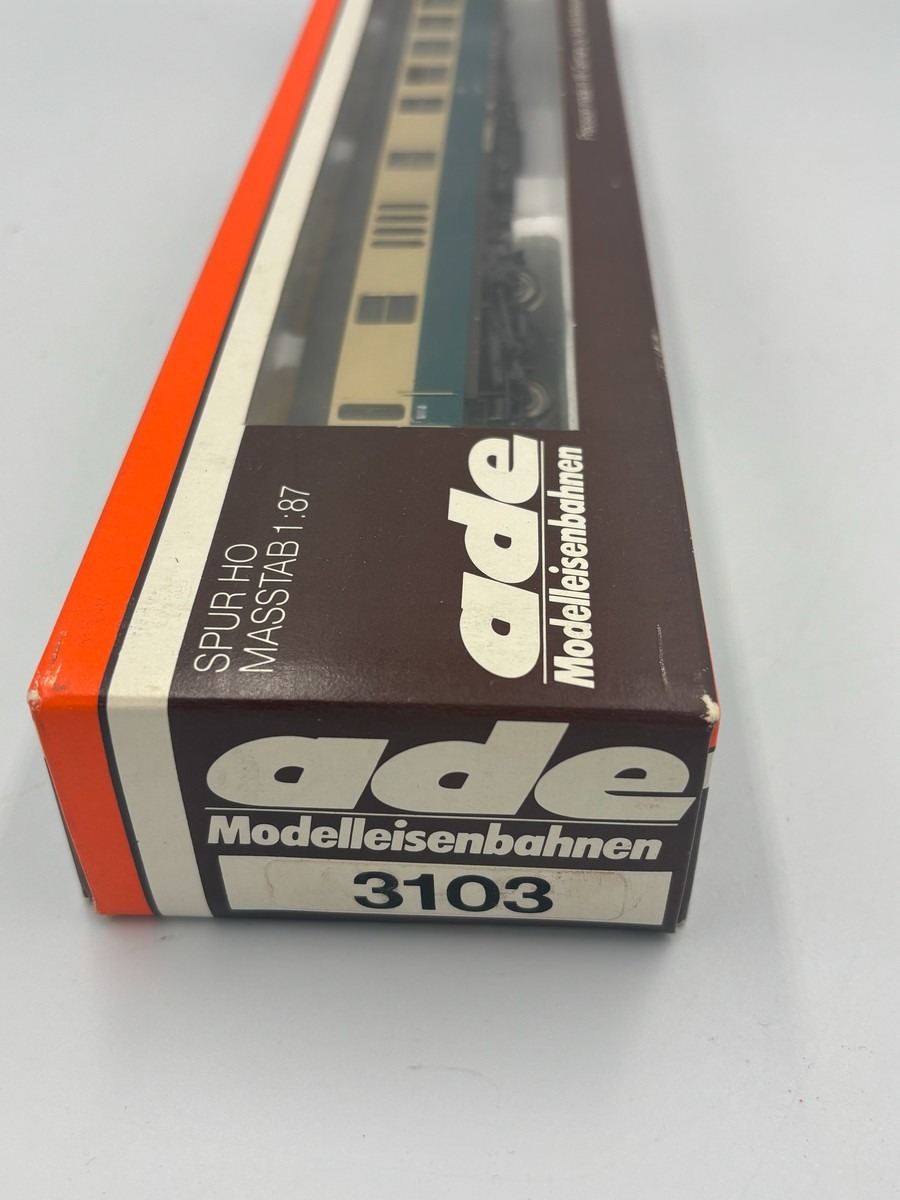 SPUR HO
MASSTAB 1:87
ade
Modelleisenbahnen
ade
Modelleisenbahnen
3103